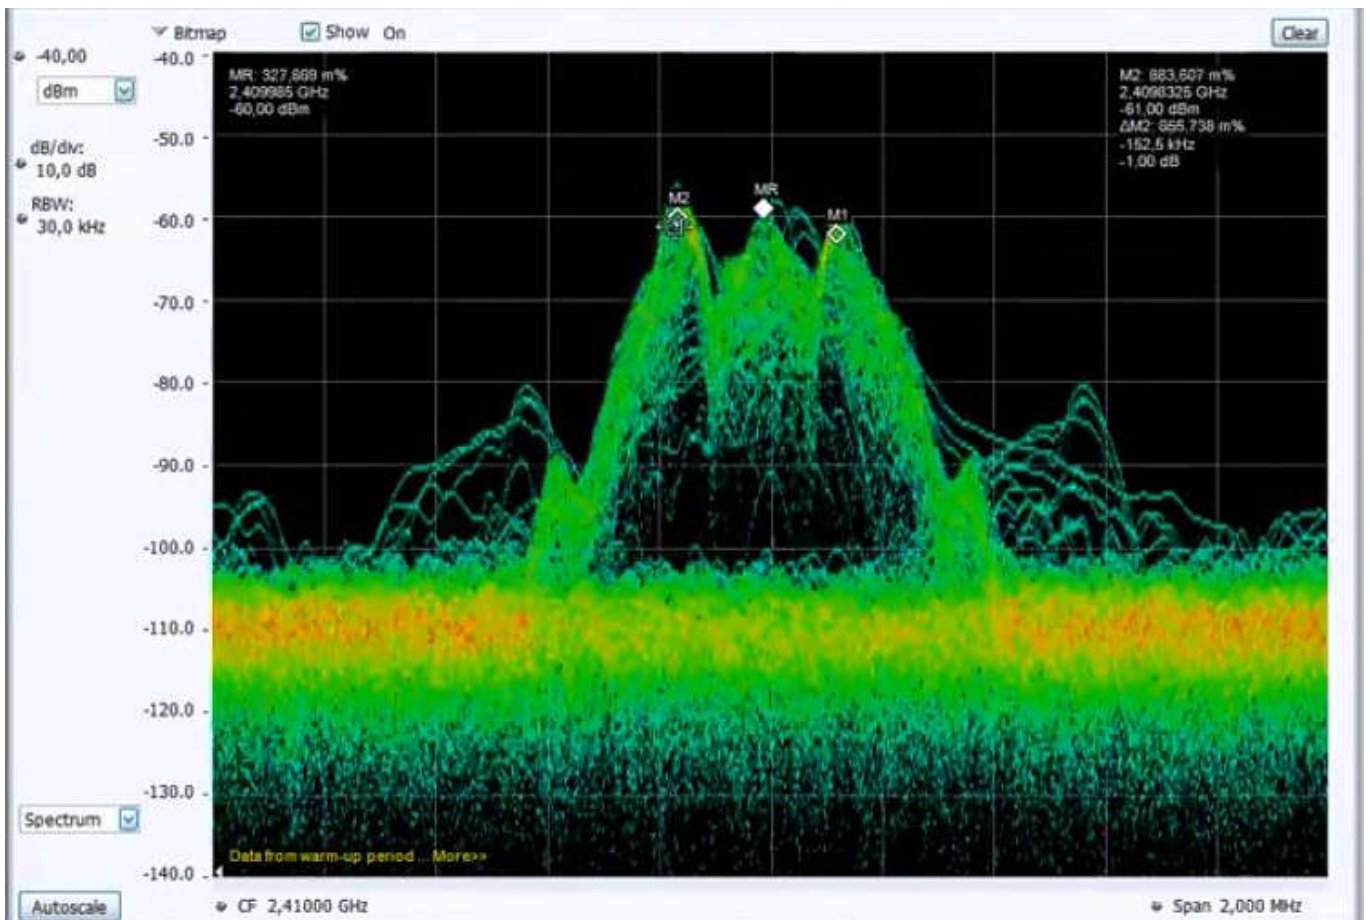 Bitmap Show On Clear
-40,00
dBm
dB/div:
10,0 dB
RBW:
30,0 kHz
-40.0
-50.0
-60.0
-70.0
-80.0
-90.0
-100.0
-110.0
-120.0
-130.0
-140.0
MR: 327,869 m%
2,409985 GHz
-60,00 dBm
M2: 983,607 m%
2,4098325 GHz
-61,00 dBm
ΔM2: 655,738 m%
-152,5 kHz
-1,00 dB
M2
MR
M1
Spectrum
Data from warm-up period ... More>>
Autoscale
CF 2,41000 GHz
Span 2,000 MHz